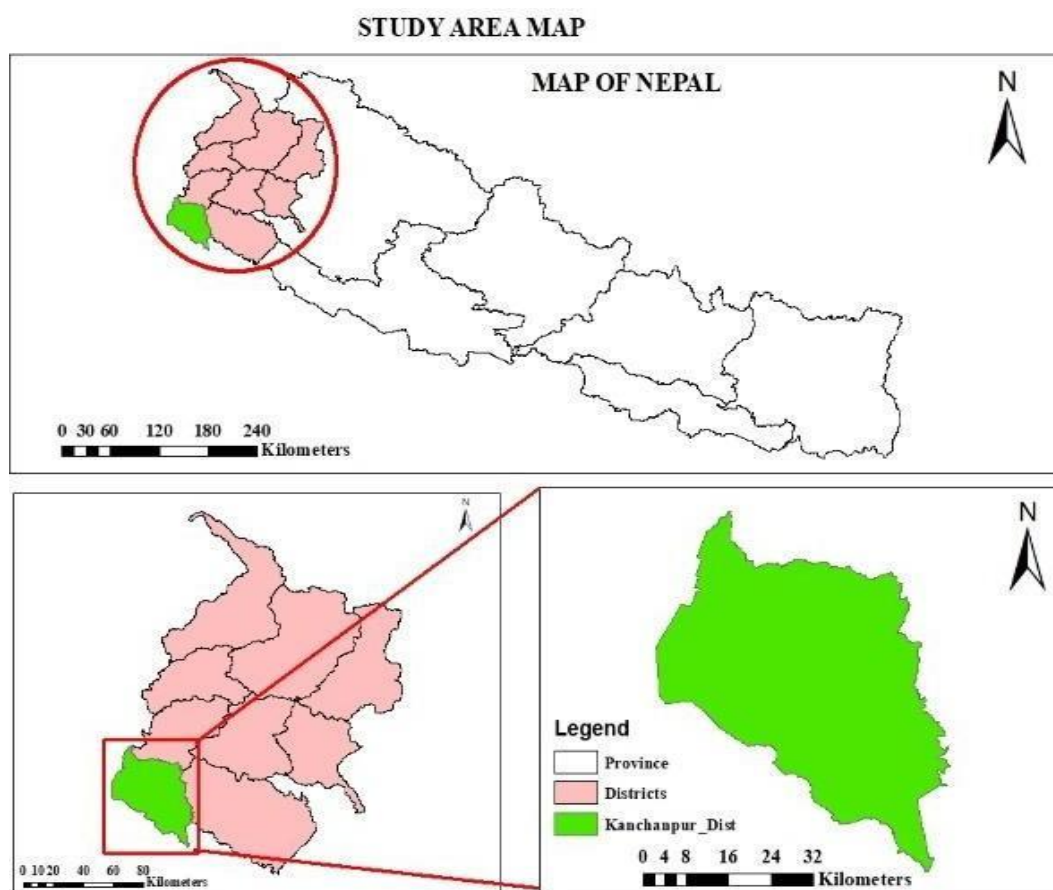 STUDY AREA MAP
MAP OF NEPAL
N
0 30 60 120 180 240
Kilometers
N
0 10 20 40 60 80
Kilometers
N
Legend
Province
Districts
Kanchanpur_Dist
0 4 8 16 24 32
Kilometers